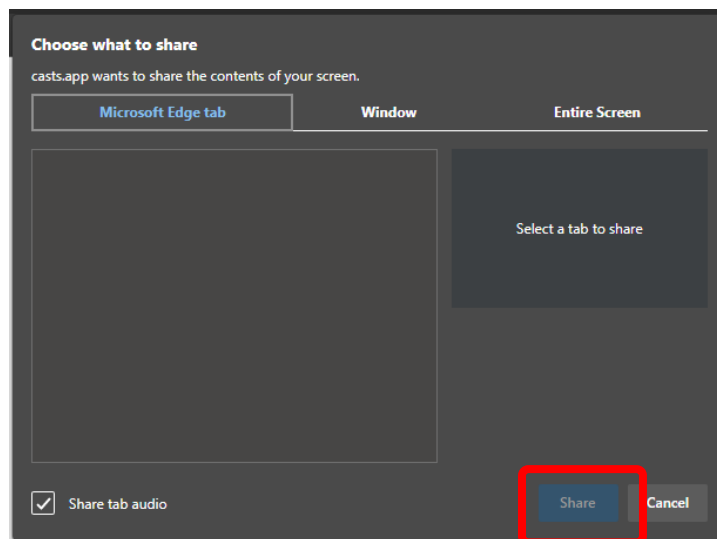 Choose what to share
casts.app wants to share the contents of your screen.
Microsoft Edge tab Window Entire Screen
Select a tab to share
Share tab audio Share Cancel